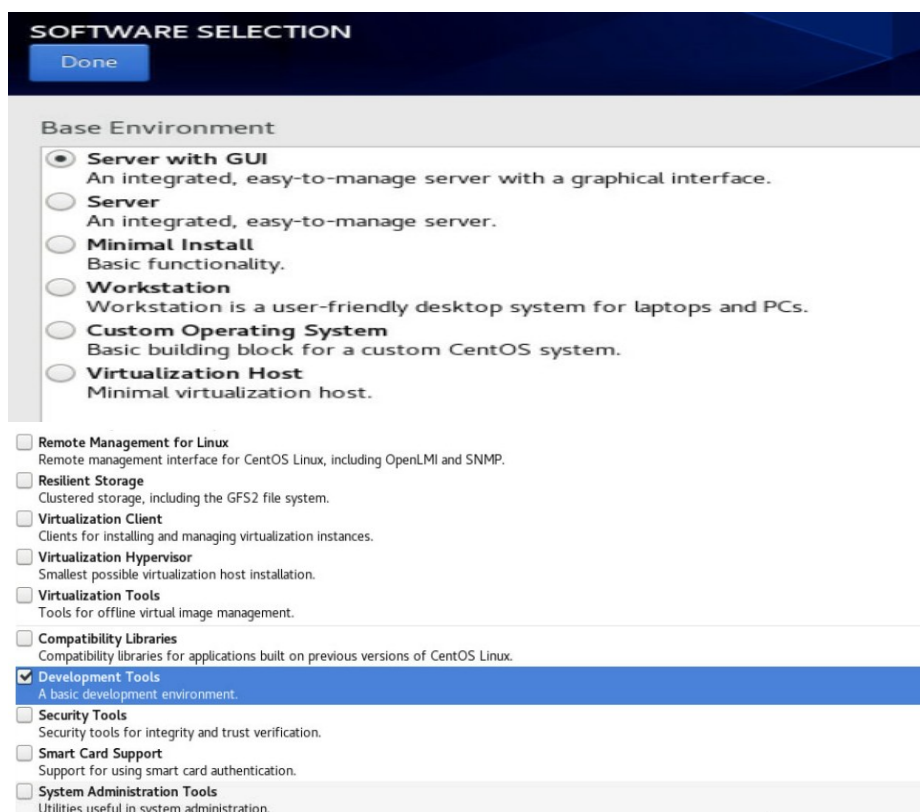 SOFTWARE SELECTION
Done
Base Environment
Server with GUI
An integrated, easy-to-manage server with a graphical interface.
Server
An integrated, easy-to-manage server.
Minimal Install
Basic functionality.
Workstation
Workstation is a user-friendly desktop system for laptops and PCs.
Custom Operating System
Basic building block for a custom CentOS system.
Virtualization Host
Minimal virtualization host.
Remote Management for Linux
Remote management interface for CentOS Linux, including OpenLMI and SNMP.
Resilient Storage
Clustered storage, including the GFS2 file system.
Virtualization Client
Clients for installing and managing virtualization instances.
Virtualization Hypervisor
Smallest possible virtualization host installation.
Virtualization Tools
Tools for offline virtual image management.
Compatibility Libraries
Compatibility libraries for applications built on previous versions of CentOS Linux.
Development Tools
A basic development environment.
Security Tools
Security tools for integrity and trust verification.
Smart Card Support
Support for using smart card authentication.
System Administration Tools
Utilities useful in system administration.